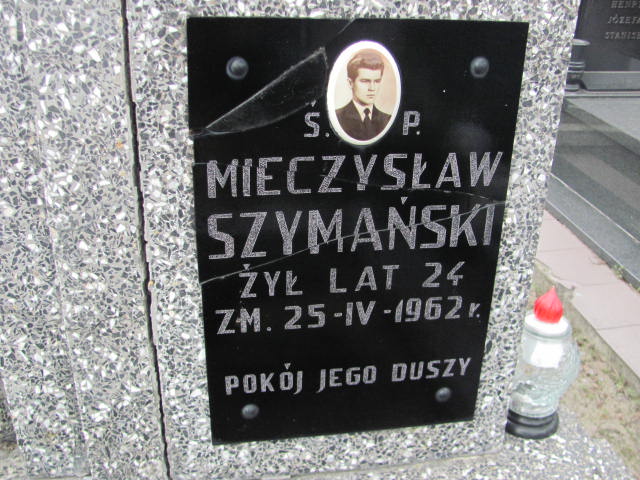 Ś. P.
MIECZYSŁAW
SZYMAŃSKI
ŻYŁ LAT 24
ZM. 25-IV-1962 r.
POKÓJ JEGO DUSZY